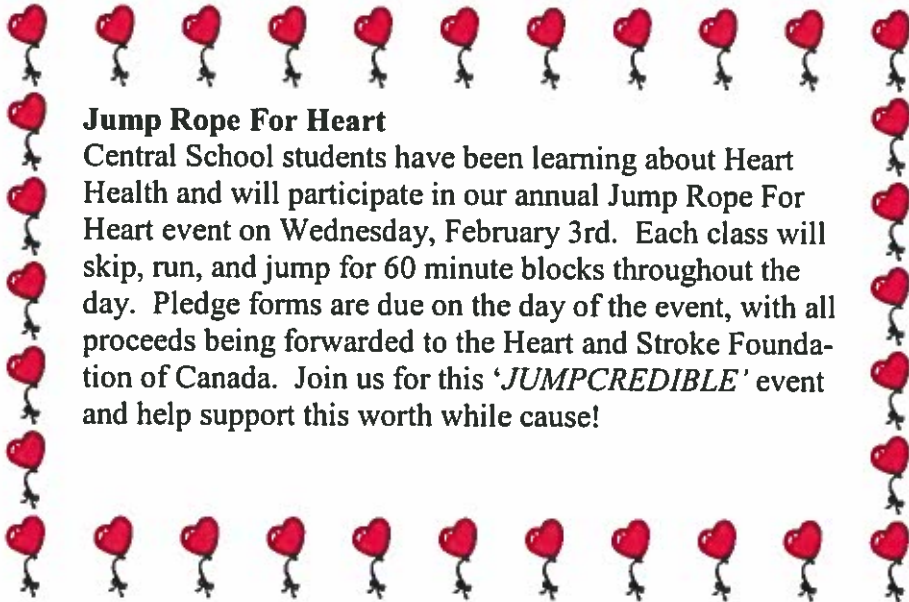 Jump Rope For Heart
Central School students have been learning about Heart
Health and will participate in our annual Jump Rope For
Heart event on Wednesday, February 3rd.  Each class will
skip, run, and jump for 60 minute blocks throughout the
day.  Pledge forms are due on the day of the event, with all
proceeds being forwarded to the Heart and Stroke Founda-
tion of Canada.  Join us for this ‘JUMPCREDIBLE’ event
and help support this worth while cause!